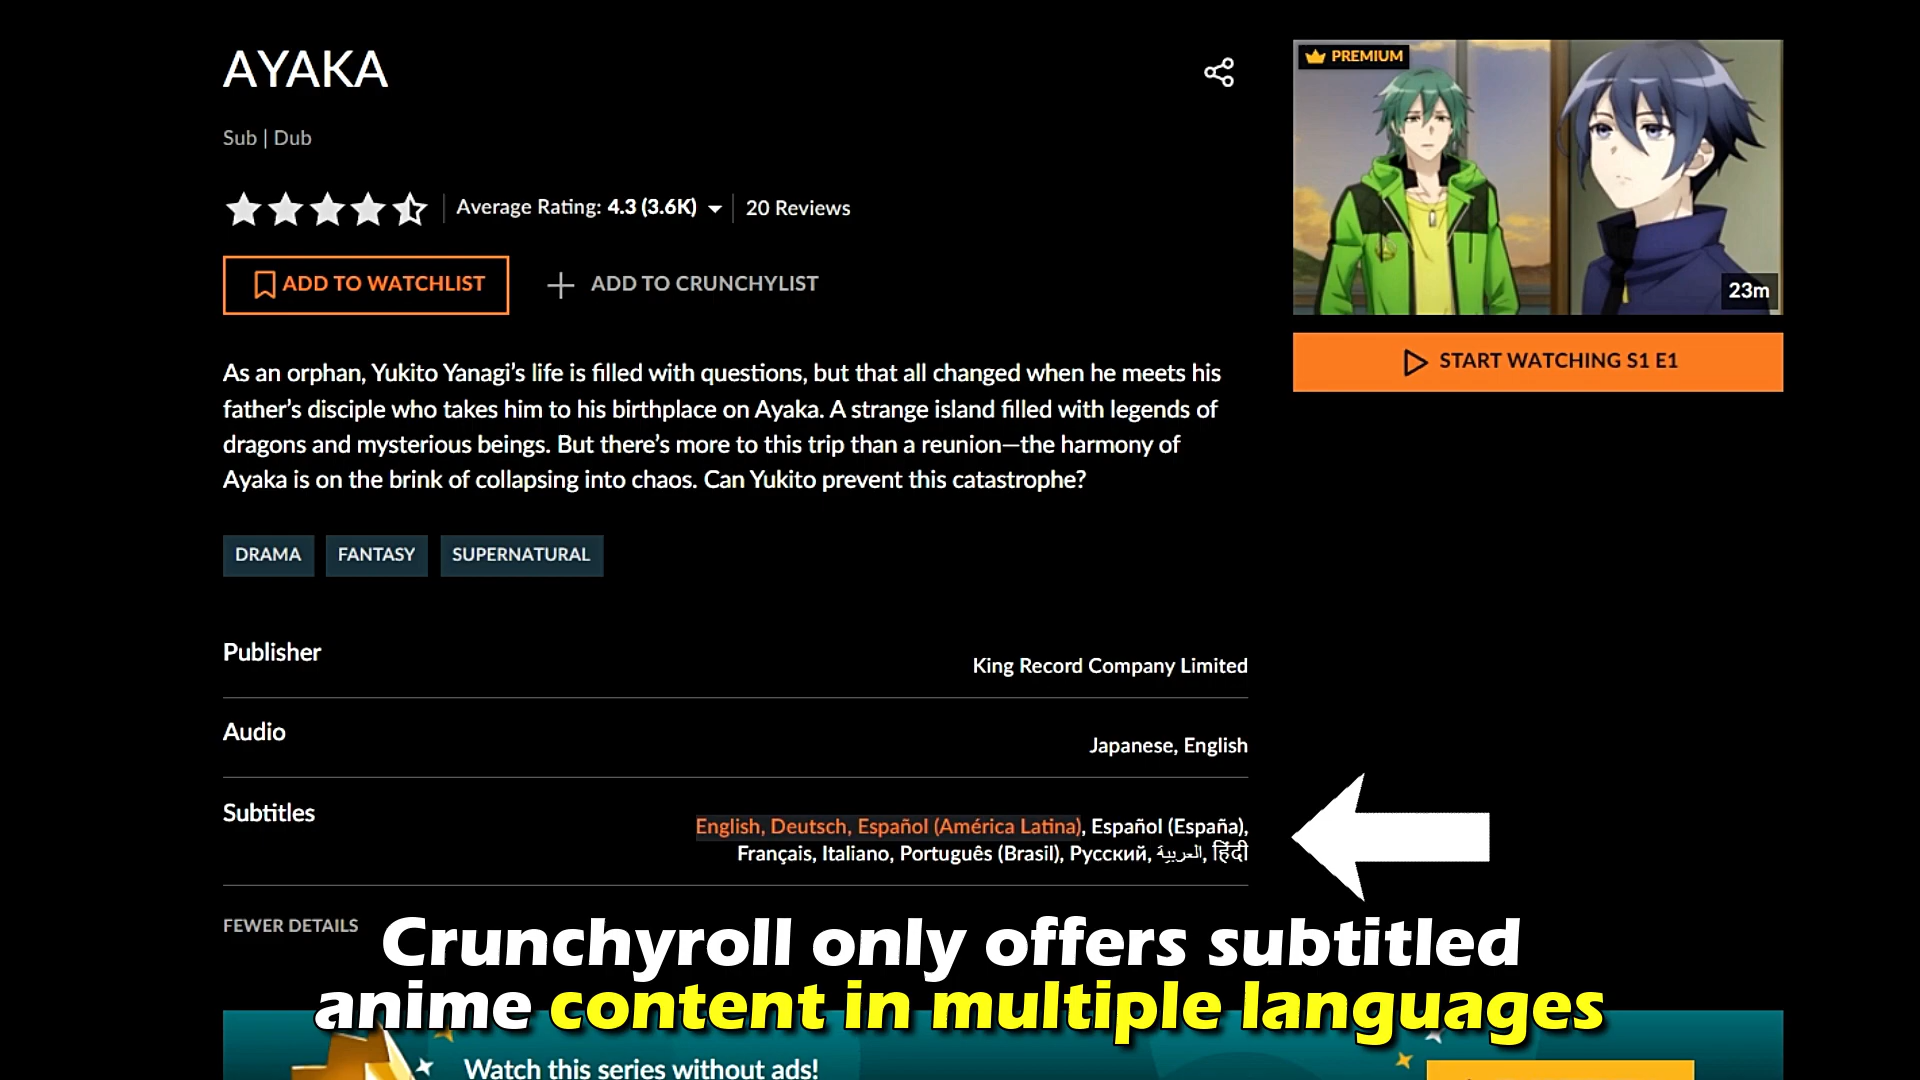 AYAKA
PREMIUM
Sub | Dub
Average Rating: 4.3 (3.6K)
20 Reviews
ADD TO WATCHLIST
ADD TO CRUNCHYLIST
23m
START WATCHING S1 E1
As an orphan, Yukito Yanagi's life is filled with questions, but that all changed when he meets his
father's disciple who takes him to his birthplace on Ayaka. A strange island filled with legends of
dragons and mysterious beings. But there's more to this trip than a reunion—the harmony of
Ayaka is on the brink of collapsing into chaos. Can Yukito prevent this catastrophe?
DRAMA
FANTASY
SUPERNATURAL
Publisher
King Record Company Limited
Audio
Japanese, English
Subtitles
English, Deutsch, Español (América Latina), Español (España),
Français, Italiano, Português (Brasil), Русский, العربية, हिंदी
FEWER DETAILS
Crunchyroll only offers subtitled
anime content in multiple languages
Watch this series without ads!